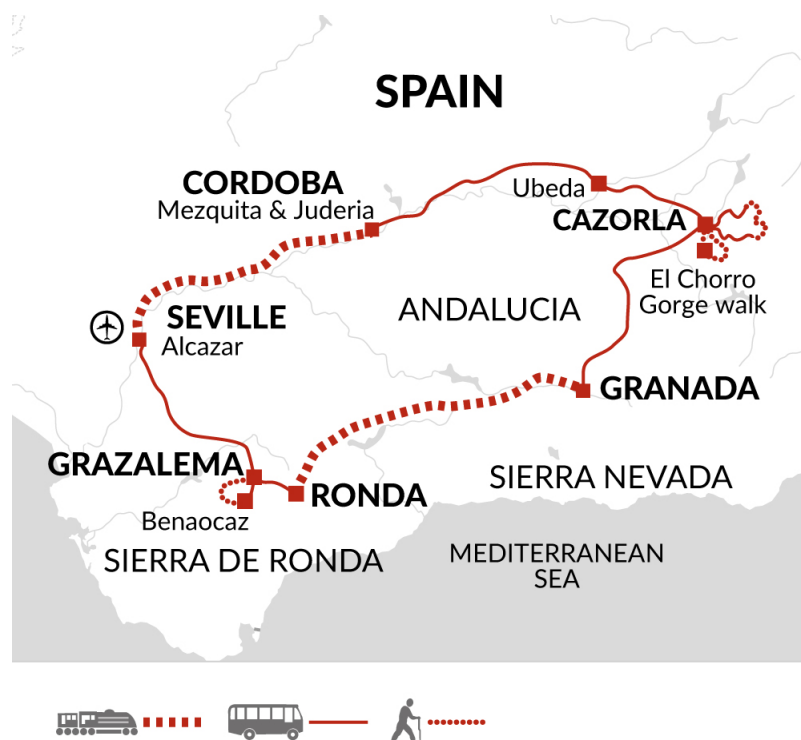 SPAIN
CORDOBA
Mezquita & Juderia
Ubeda
CAZORLA
El Chorro
Gorge walk
ANDALUCIA
SEVILLE
Alcazar
GRANADA
GRAZALEMA
RONDA
SIERRA NEVADA
Benaocaz
SIERRA DE RONDA
MEDITERRANEAN
SEA